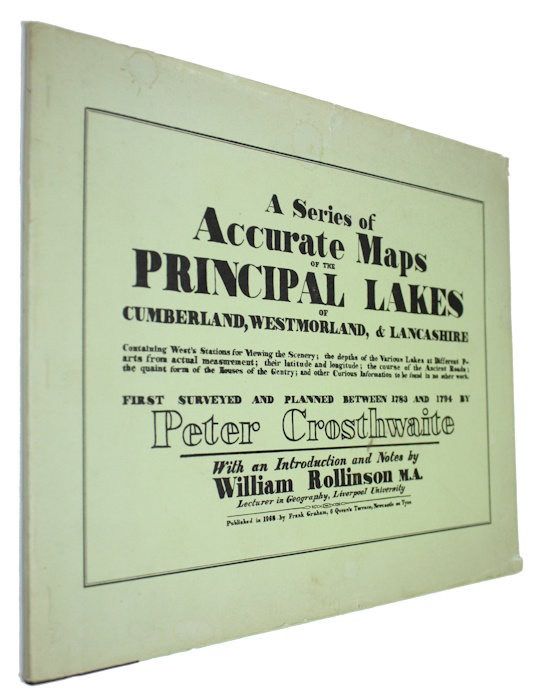 A Series of
Accurate Maps
OF THE
PRINCIPAL LAKES
OF
CUMBERLAND, WESTMORLAND, & LANCASHIRE
Containing West's Stations for Viewing the Scenery; the depths of the Various Lakes at Different P-
arts from actual measurement; their latitude and longitude; the course of the Ancient Roads;
the quaint form of the Houses of the Gentry; and other Curious Information to be found in no other work.
FIRST SURVEYED AND PLANNED BETWEEN 1783 AND 1794 BY
Peter Crosthwaite
With an Introduction and Notes by
William Rollinson M.A.
Lecturer in Geography, Liverpool University
Published in 1968 by Frank Graham, 6 Queen's Terrace, Newcastle on Tyne